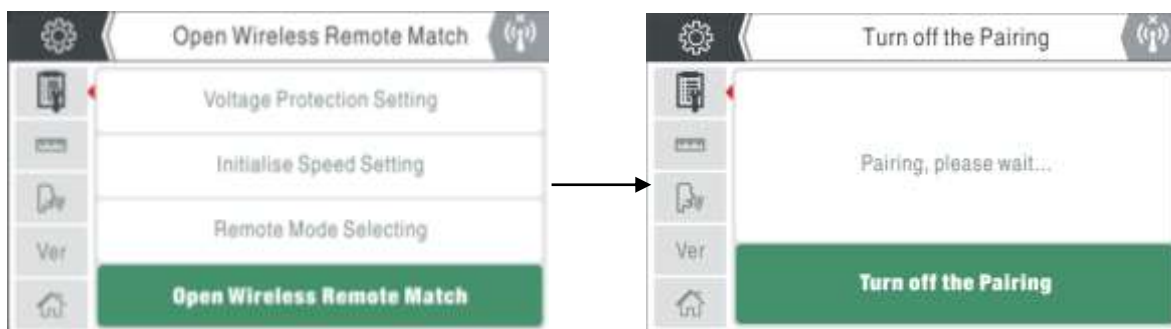 Open Wireless Remote Match
Voltage Protection Setting
Initialise Speed Setting
Remote Mode Selecting
Ver
Open Wireless Remote Match
Turn off the Pairing
Pairing, please wait...
Ver
Turn off the Pairing